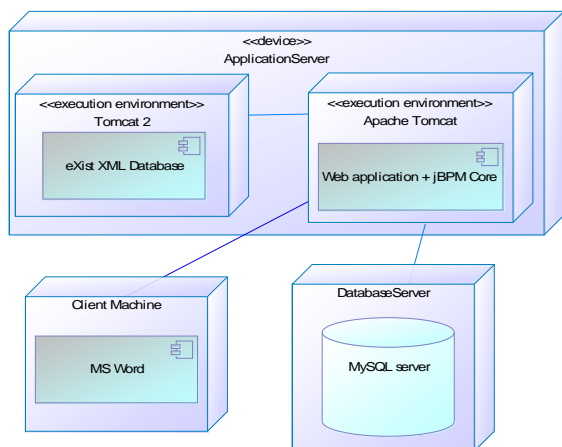 <<device>>
ApplicationServer
<<execution environment>>
Tomcat 2
eXist XML Database
<<execution environment>>
Apache Tomcat
Web application + jBPM Core
Client Machine
MS Word
DatabaseServer
MySQL server